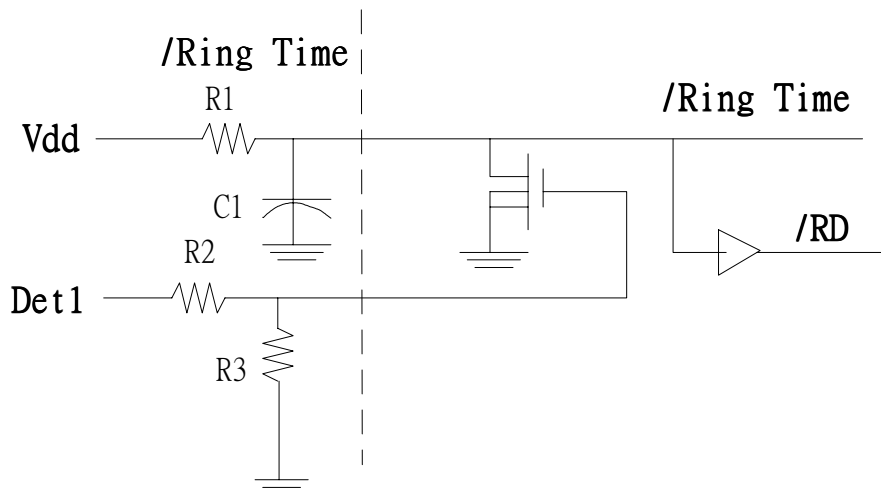 /Ring Time
R1
/Ring Time
Vdd
C1
/RD
R2
Det1
R3